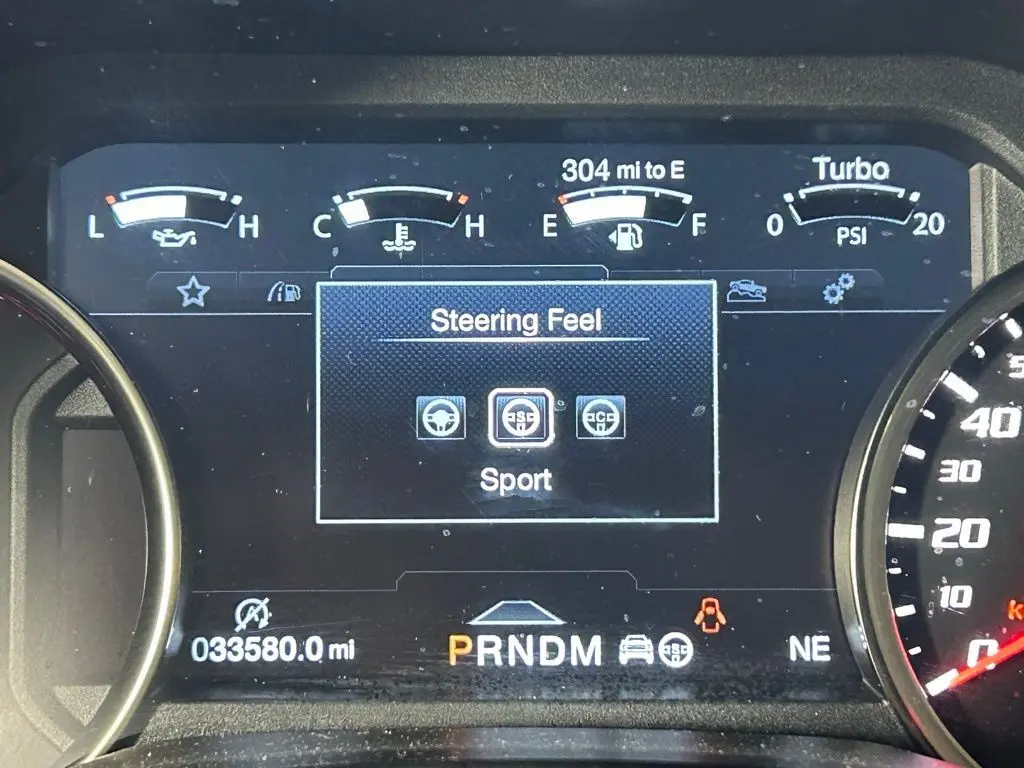 304 mi to E
Turbo
L H
C H
E F
0 20
PSI
Steering Feel
S
C
Sport
5
40
30
20
10
0
k
033580.0 mi
PRNDM
S
NE